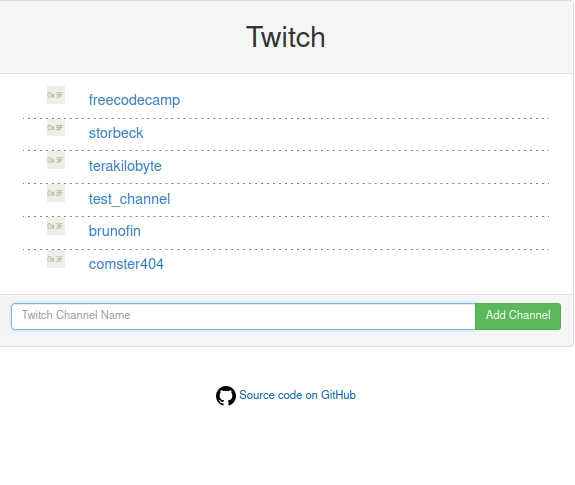 Twitch
0x3F freecodecamp
0x3F storbeck
0x3F terakilobyte
0x3F test_channel
0x3F brunofin
0x3F comster404
Twitch Channel Name Add Channel
Source code on GitHub